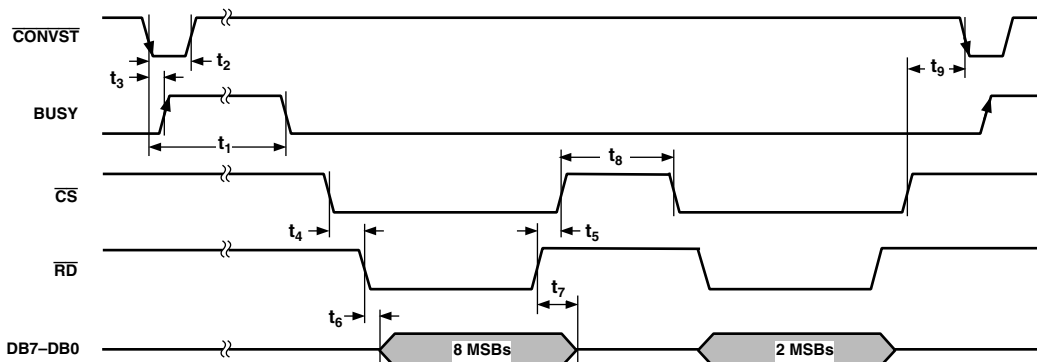 CONVST
t2
t3
t9
BUSY
t1
t8
CS
t4
t5
RD
t7
t6
DB7–DB0
8 MSBs
2 MSBs